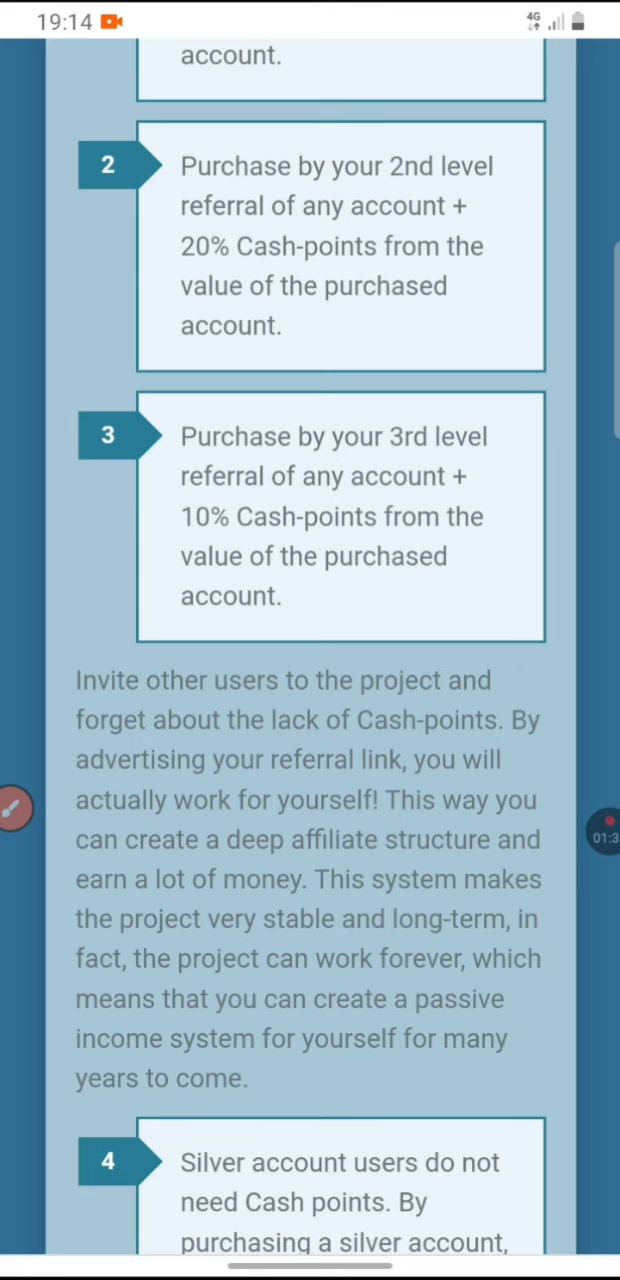 19:14
4G
account.
2
Purchase by your 2nd level
referral of any account +
20% Cash-points from the
value of the purchased
account.
3
Purchase by your 3rd level
referral of any account +
10% Cash-points from the
value of the purchased
account.
Invite other users to the project and
forget about the lack of Cash-points. By
advertising your referral link, you will
actually work for yourself! This way you
can create a deep affiliate structure and
earn a lot of money. This system makes
the project very stable and long-term, in
fact, the project can work forever, which
means that you can create a passive
income system for yourself for many
years to come.
01:3
4
Silver account users do not
need Cash points. By
purchasing a silver account,